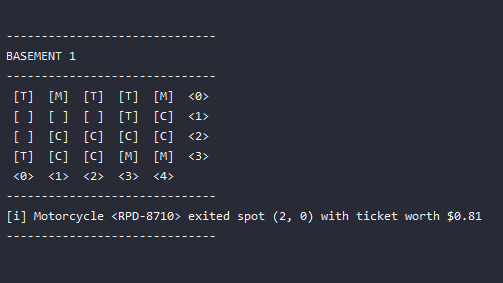 ------------------------------
BASEMENT 1
------------------------------
[T] [M] [T] [T] [M] <0>
[ ] [ ] [ ] [T] [C] <1>
[ ] [C] [C] [C] [C] <2>
[T] [C] [C] [M] [M] <3>
<0> <1> <2> <3> <4>
------------------------------
[i] Motorcycle <RPD-8710> exited spot (2, 0) with ticket worth $0.81
------------------------------